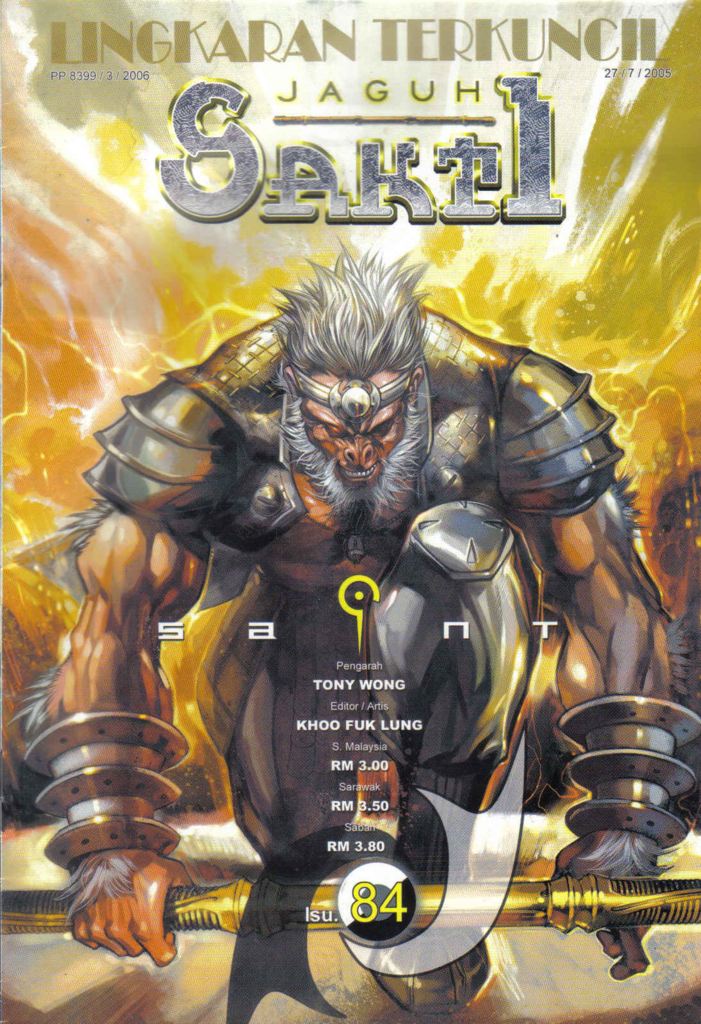 LINGKARAN TERKUNCI
PP 8399 / 3 / 2006
27 / 7 / 2005
JAGUH
SAKTI
saint
Pengarah
TONY WONG
Editor / Artis
KHOO FUK LUNG
S. Malaysia
RM 3.00
Sarawak
RM 3.50
Sabah
RM 3.80
Isu. 84